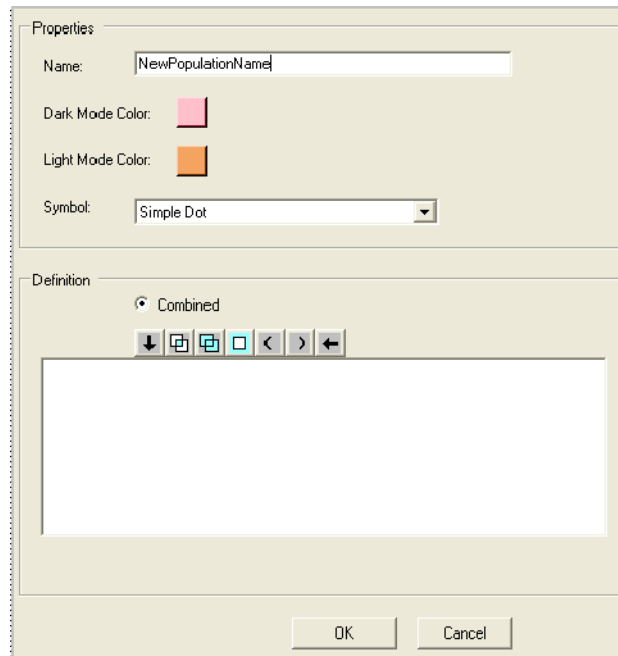 Properties
Name: NewPopulationName
Dark Mode Color:
Light Mode Color:
Symbol: Simple Dot
Definition
Combined
OK Cancel